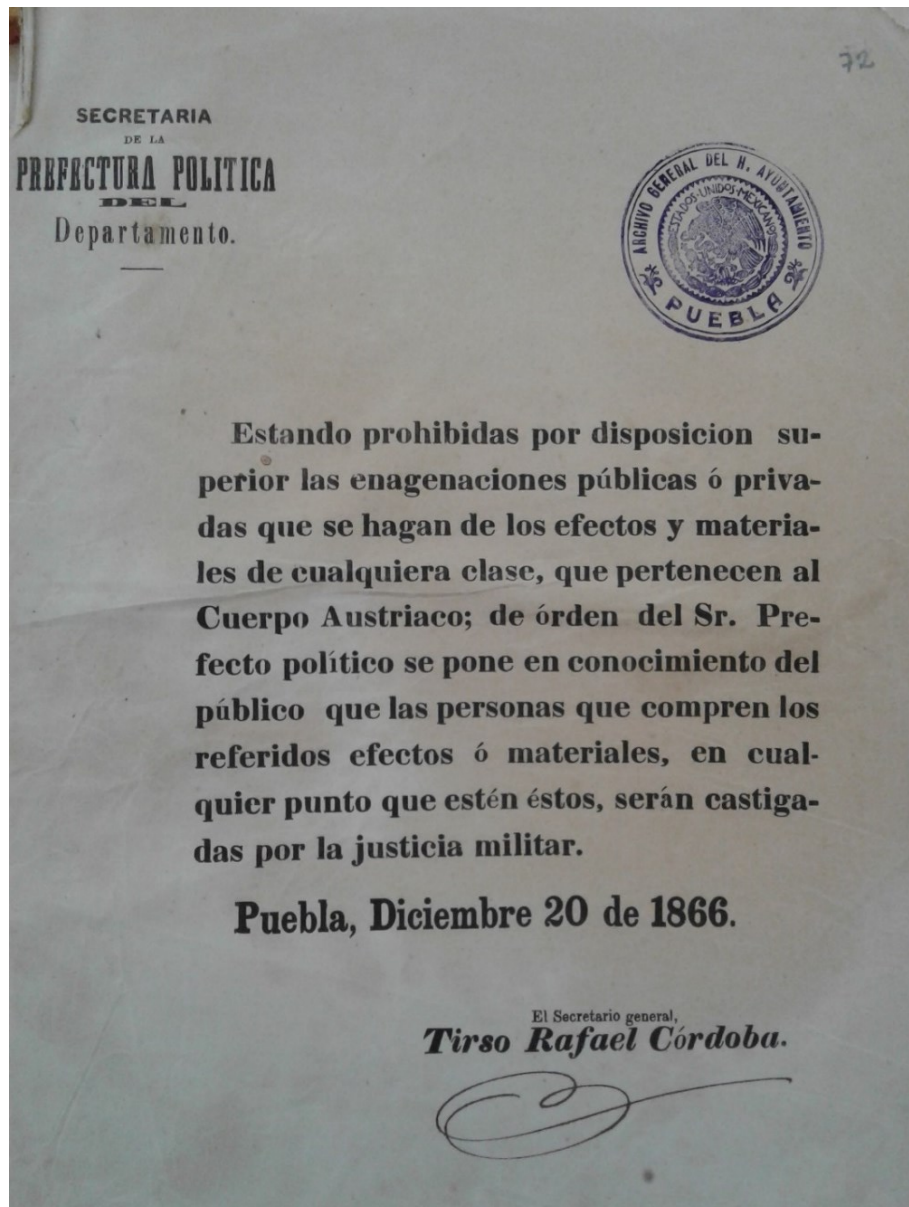 72
SECRETARIA
DE LA
PREFECTURA POLITICA
DEL
Departamento.
ARCHIVO GENERAL DEL H. AYUNTAMIENTO
ESTADOS·UNIDOS·MEXICANOS
PUEBLA
Estando prohibidas por disposicion su-
perior las enagenaciones públicas ó priva-
das que se hagan de los efectos y materia-
les de cualquiera clase, que pertenecen al
Cuerpo Austriaco; de órden del Sr. Pre-
fecto político se pone en conocimiento del
público que las personas que compren los
referidos efectos ó materiales, en cual-
quier punto que estén éstos, serán castiga-
das por la justicia militar.
Puebla, Diciembre 20 de 1866.
El Secretario general,
Tirso Rafael Córdoba.